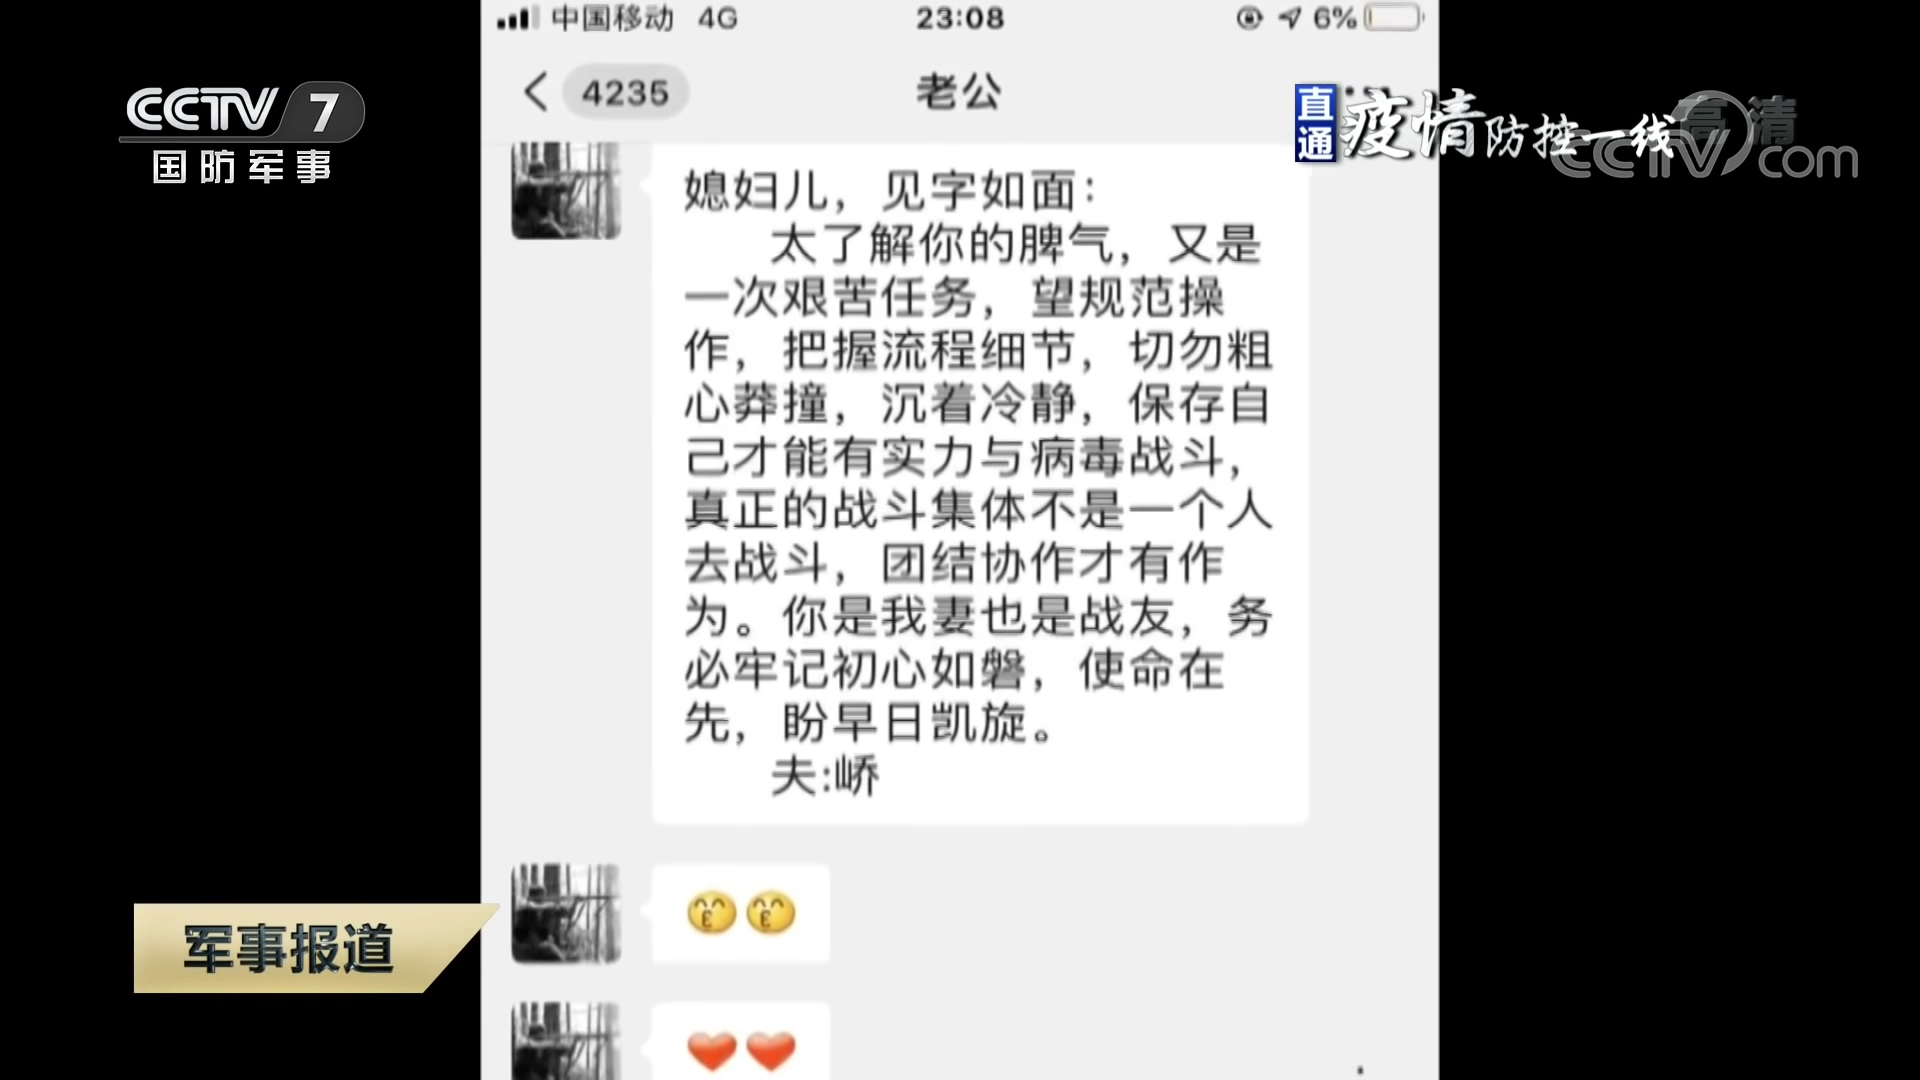 中国移动 4G 23:08 6%
4235 老公
CCTV 7
国防军事
直通疫情防控一线
高清
CCTV.com
媳妇儿，见字如面：
太了解你的脾气，又是
一次艰苦任务，望规范操
作，把握流程细节，切勿粗
心莽撞，沉着冷静，保存自
己才能有实力与病毒战斗，
真正的战斗集体不是一个人
去战斗，团结协作才有作
为。你是我妻也是战友，务
必牢记初心如磐，使命在
先，盼早日凯旋。
夫:峤
军事报道